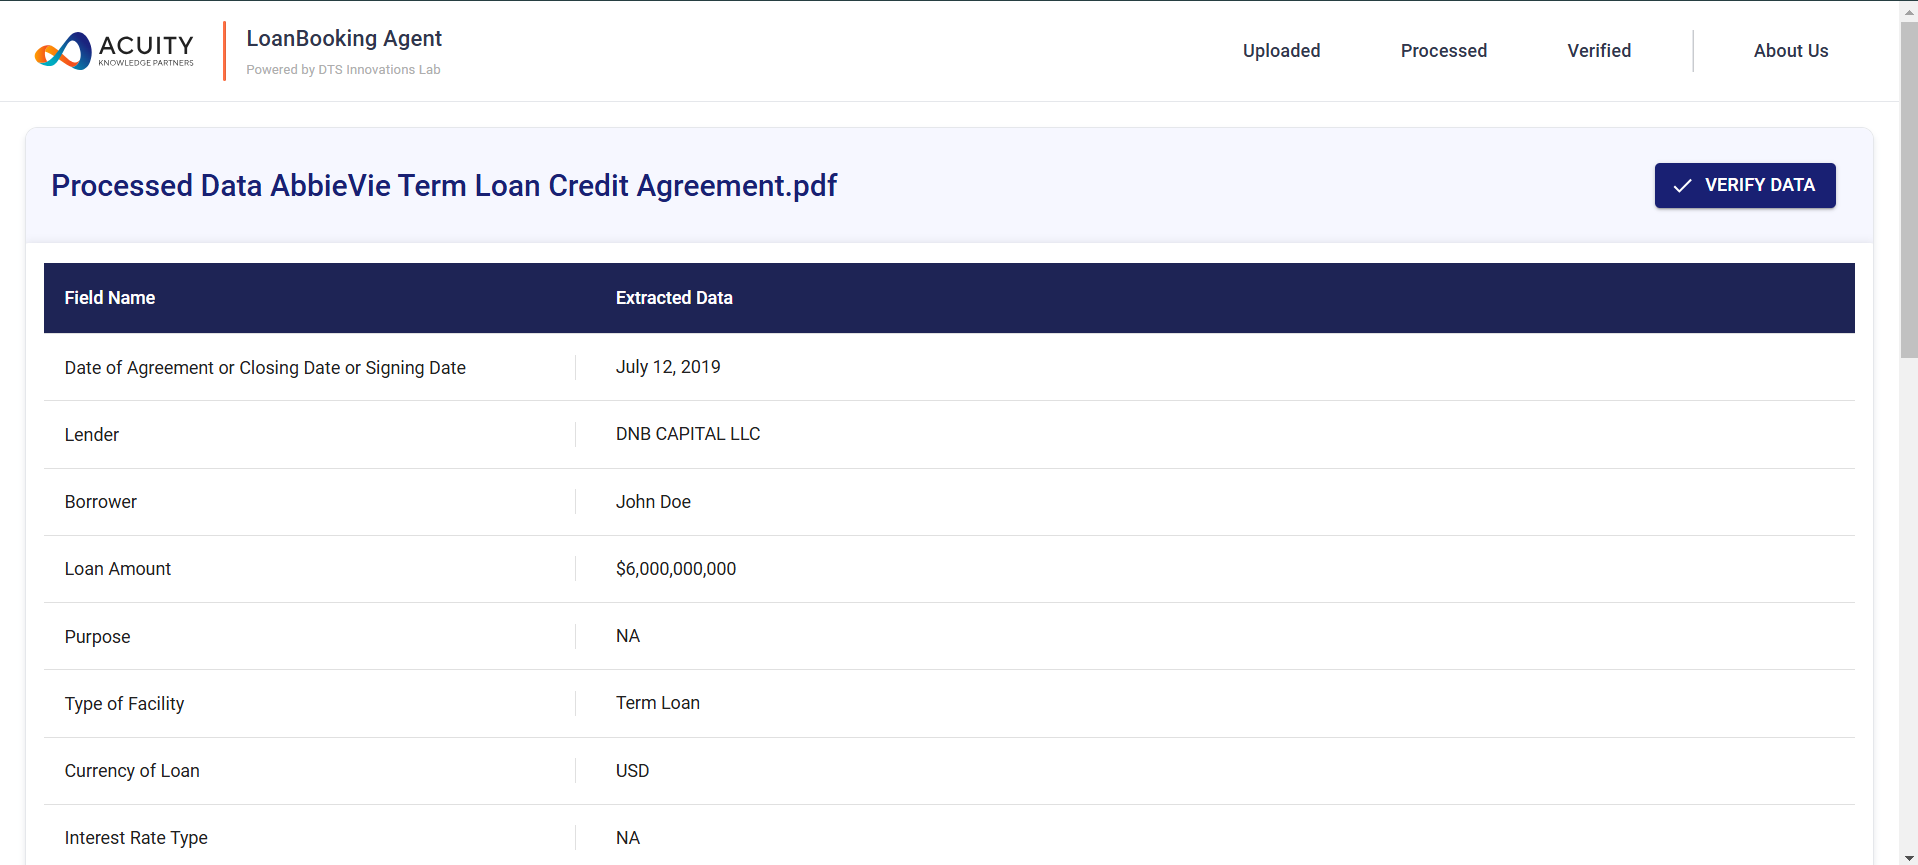 ACUITY
KNOWLEDGE PARTNERS
LoanBooking Agent
Powered by DTS Innovations Lab
Uploaded
Processed
Verified
About Us
Processed Data AbbieVie Term Loan Credit Agreement.pdf
VERIFY DATA
Field Name Extracted Data
Date of Agreement or Closing Date or Signing Date July 12, 2019
Lender DNB CAPITAL LLC
Borrower John Doe
Loan Amount $6,000,000,000
Purpose NA
Type of Facility Term Loan
Currency of Loan USD
Interest Rate Type NA